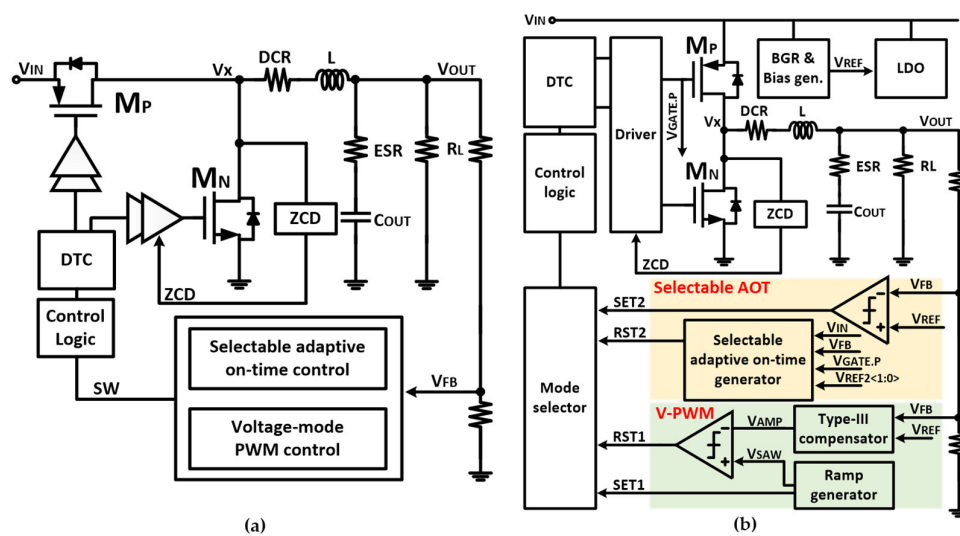 VIN
MP
VX
DCR
L
VOUT
ESR
RL
MN
ZCD
COUT
DTC
ZCD
Control
Logic
SW
Selectable adaptive
on-time control
Voltage-mode
PWM control
VFB
(a)
VIN
DTC
Driver
MP
BGR &
Bias gen.
VREF
LDO
VGATE.P
VX
DCR
L
VOUT
Control
logic
MN
ESR
RL
ZCD
COUT
ZCD
Selectable AOT
VFB
SET2
VREF
RST2
Selectable
adaptive on-time
generator
VIN
VFB
VGATE.P
VREF2<1:0>
Mode
selector
V-PWM
VAMP
Type-III
compensator
VFB
VREF
RST1
VSAW
SET1
Ramp
generator
(b)